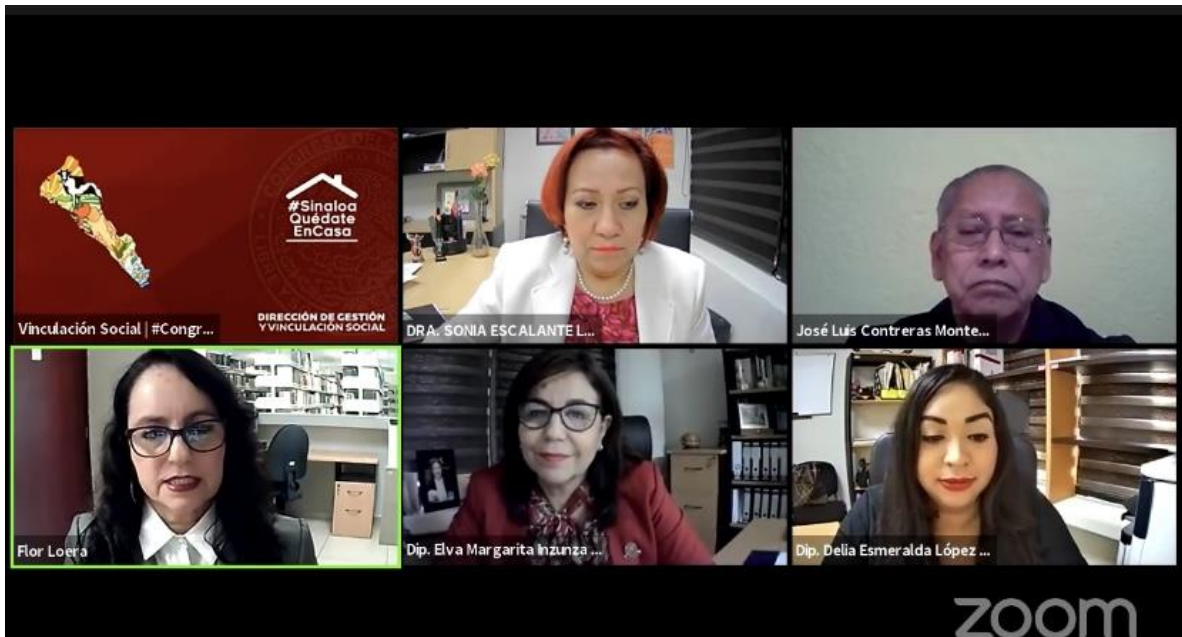 #Sinaloa
Quédate
EnCasa
DIRECCIÓN DE GESTIÓN
Y VINCULACIÓN SOCIAL
Vinculación Social | #Congr...
DRA. SONIA ESCALANTE L...
José Luis Contreras Monte...
Flor Loera
Dip. Elva Margarita Inzunza ...
Dip. Delia Esmeralda López ...
zoom